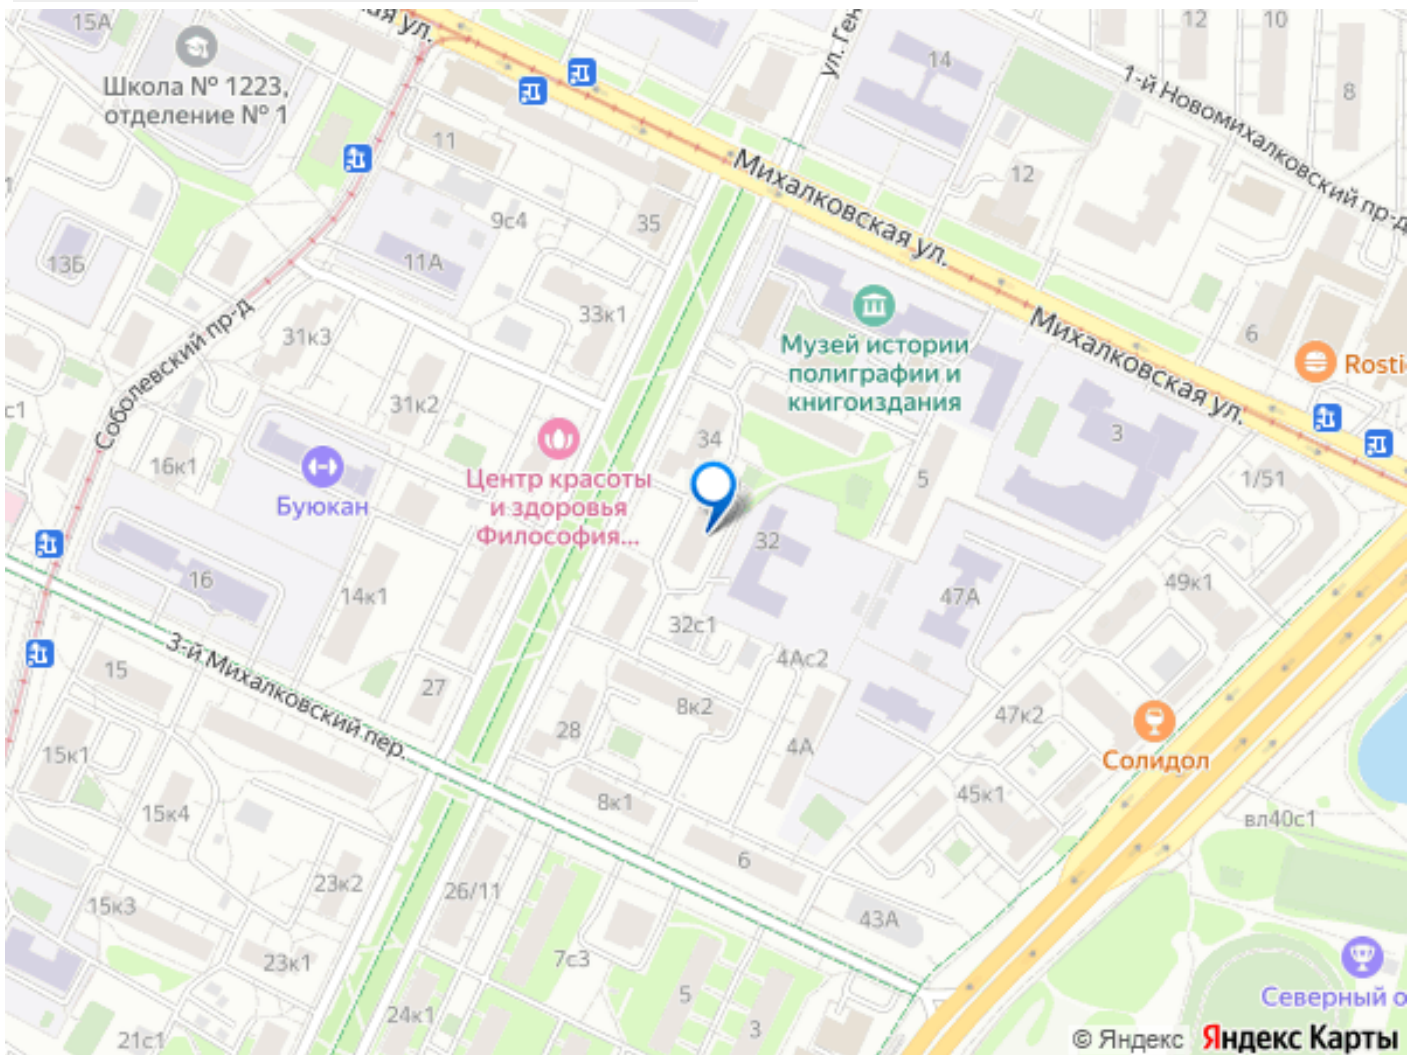 15А
ая ул.
ул. Ген
12
10
14
1-й Новомихалковский пр-д
8
Школа № 1223,
отделение № 1
11
Михалковская ул.
12
9с4
35
13Б
11А
33к1
31к3
Соболевский пр-д
Музей истории
полиграфии и
книгоиздания
Михалковская ул.
6
Rosti
с1
31к2
34
3
16к1
Буюкан
Центр красоты
и здоровья
Философия...
5
1/51
32
16
14к1
47А
49к1
32с1
3-й Михалковский пер.
4Ас2
15
27
8к2
28
47к2
4А
Солидол
15к1
8к1
45к1
15к4
вл40с1
6
23к2
26/11
15к3
43А
23к1
7с3
5
Северный о
24к1
3
21с1
© Яндекс Яндекс Карты